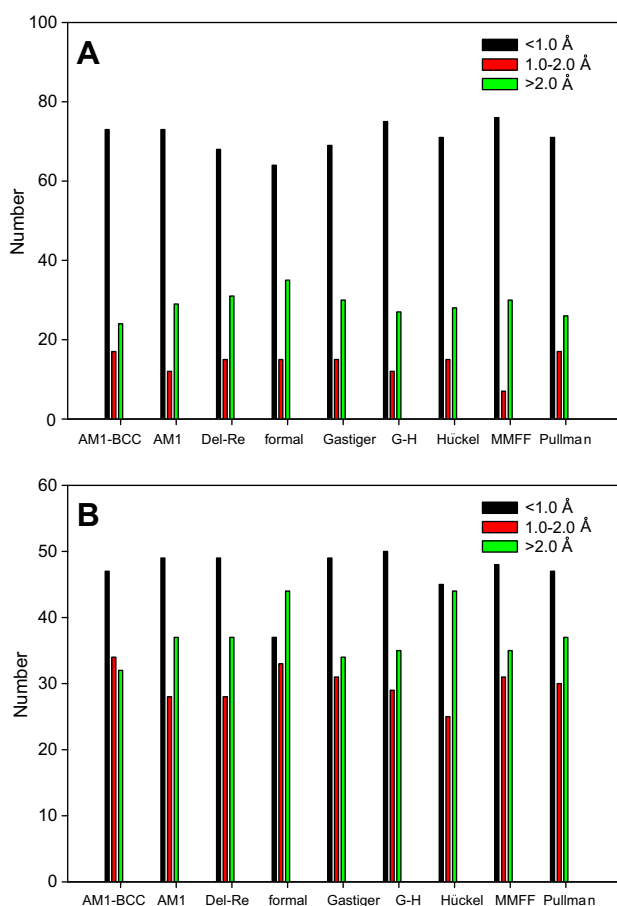 100
A
<1.0 Å
1.0-2.0 Å
>2.0 Å
80
60
Number
40
20
0
AM1-BCC AM1 Del-Re formal Gastiger G-H Hückel MMFF Pullman
60
B
<1.0 Å
1.0-2.0 Å
>2.0 Å
50
40
Number
30
20
10
0
AM1-BCC AM1 Del-Re formal Gastiger G-H Hückel MMFF Pullman